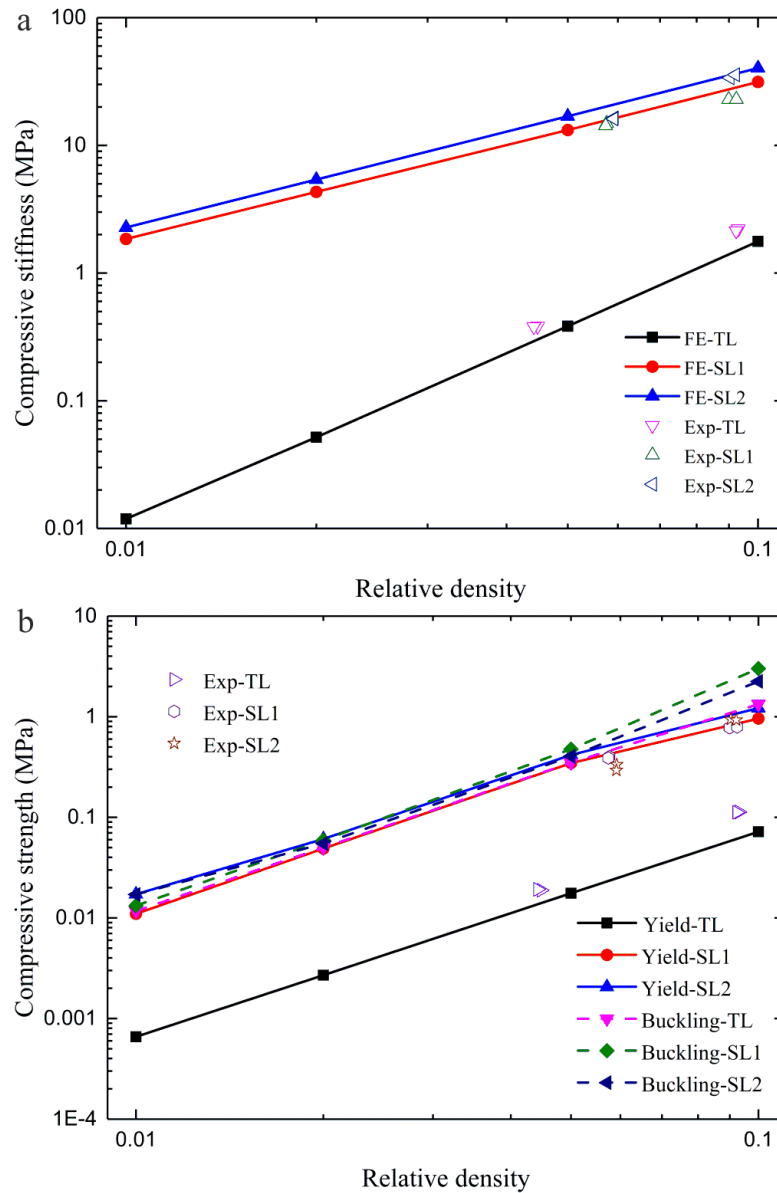 a
100
10
1
0.1
0.01
Compressive stiffness (MPa)
FE-TL
FE-SL1
FE-SL2
Exp-TL
Exp-SL1
Exp-SL2
0.01
0.1
Relative density
b
10
1
0.1
0.01
0.001
1E-4
Compressive strength (MPa)
Exp-TL
Exp-SL1
Exp-SL2
Yield-TL
Yield-SL1
Yield-SL2
Buckling-TL
Buckling-SL1
Buckling-SL2
0.01
0.1
Relative density